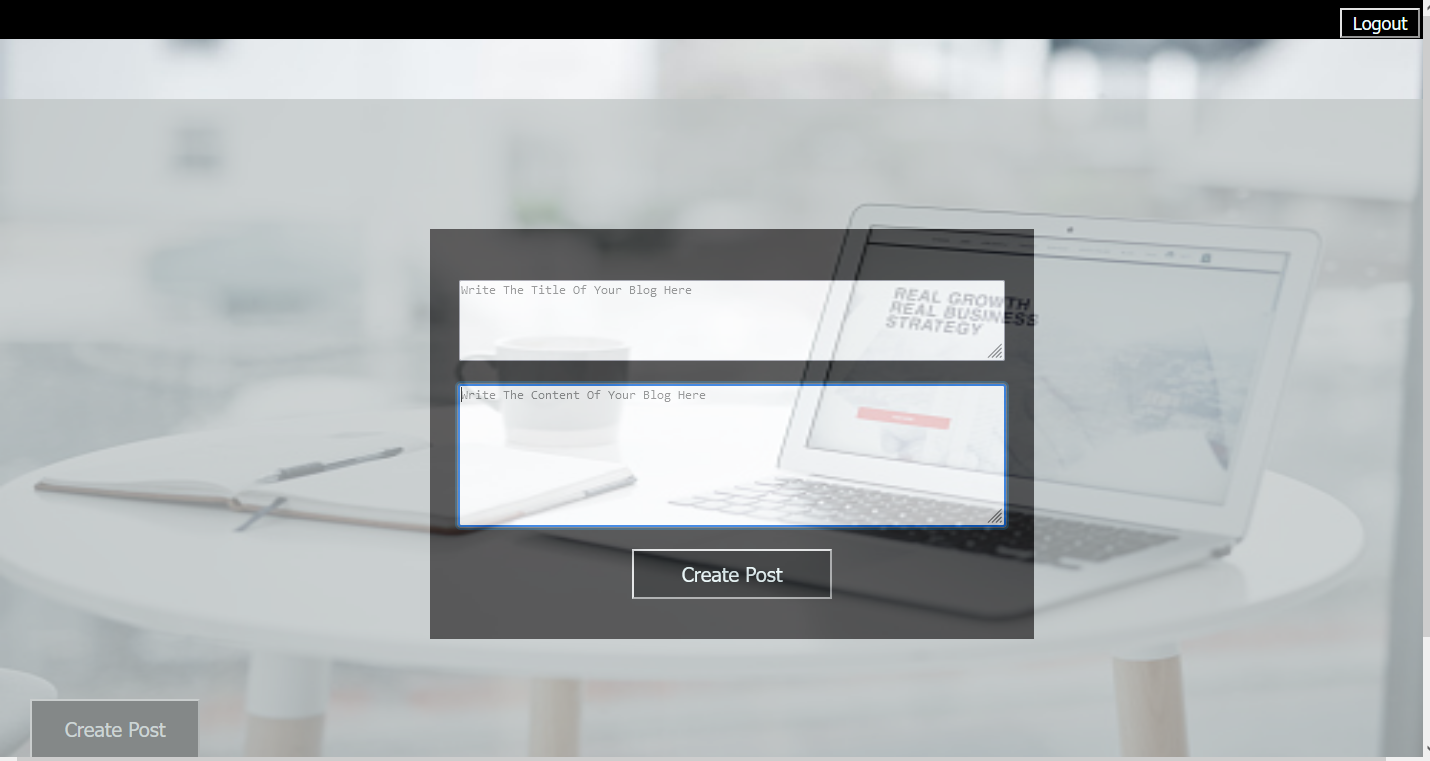 Logout
Write The Title Of Your Blog Here
REAL GROWTH
REAL BUSINESS
STRATEGY
Write The Content Of Your Blog Here
Create Post
Create Post